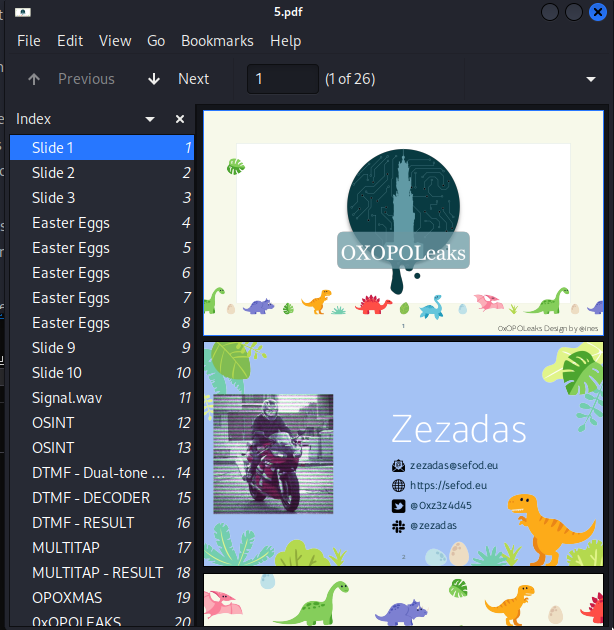 5.pdf
File Edit View Go Bookmarks Help
Previous Next 1 (1 of 26)
Index
Slide 1 1
Slide 2 2
Slide 3 3
Easter Eggs 4
Easter Eggs 5
Easter Eggs 6
Easter Eggs 7
Easter Eggs 8
Slide 9 9
Slide 10 10
Signal.wav 11
OSINT 12
OSINT 13
DTMF - Dual-tone ... 14
DTMF - DECODER 15
DTMF - RESULT 16
MULTITAP 17
MULTITAP - RESULT 18
OPOXMAS 19
0xOPOLEAKS 20
OXOPOLeaks
1
0xOPOLeaks Design by @ines
Zezadas
zezadas@sefod.eu
https://sefod.eu
@0xz3z4d45
@zezadas
2